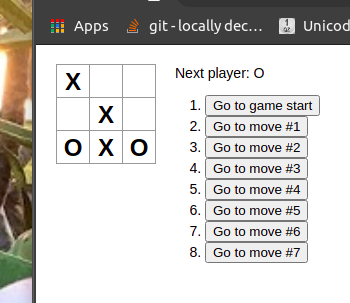 Apps git - locally dec… Unicod
X
X
O X O
Next player: O
1. Go to game start
2. Go to move #1
3. Go to move #2
4. Go to move #3
5. Go to move #4
6. Go to move #5
7. Go to move #6
8. Go to move #7